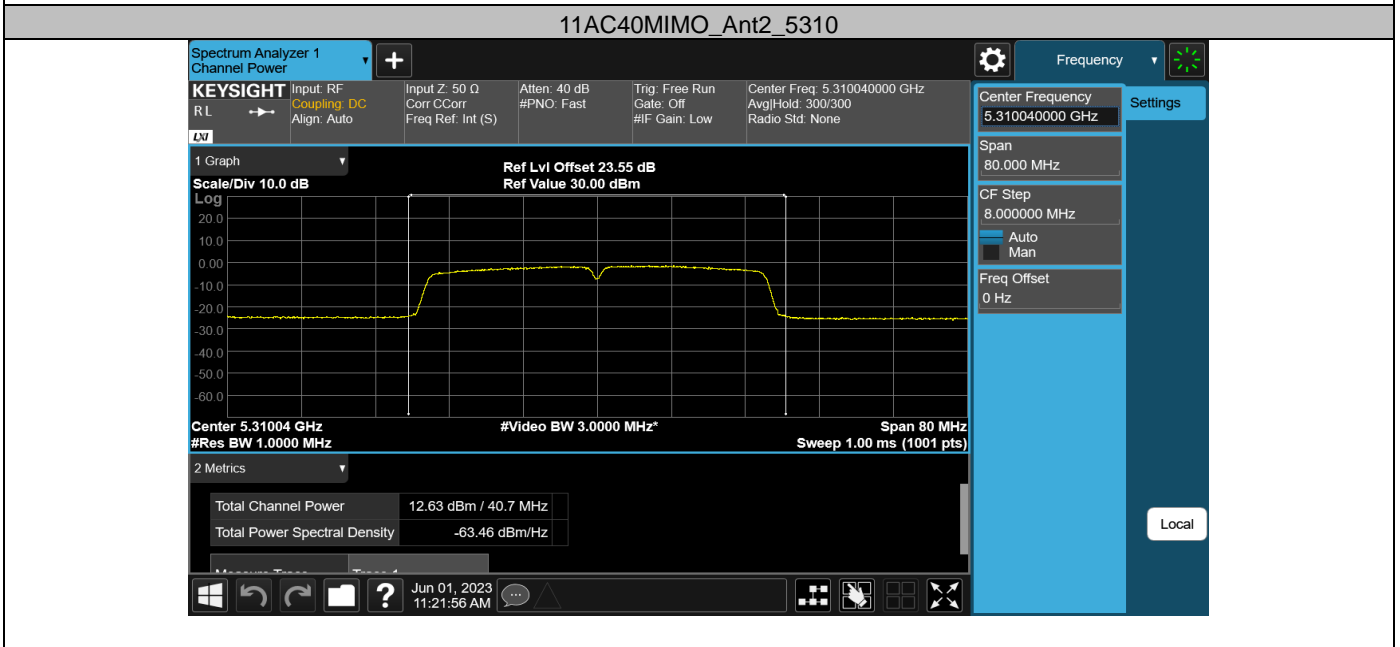 11AC40MIMO_Ant2_5310
Spectrum Analyzer 1
Channel Power
+
Frequency
KEYSIGHT
RL
LXI
Input: RF
Coupling: DC
Align: Auto
Input Z: 50 Ω
Corr CCorr
Freq Ref: Int (S)
Atten: 40 dB
#PNO: Fast
Trig: Free Run
Gate: Off
#IF Gain: Low
Center Freq: 5.310040000 GHz
Avg|Hold: 300/300
Radio Std: None
Center Frequency
5.310040000 GHz
Settings
Span
80.000 MHz
CF Step
8.000000 MHz
Auto
Man
Freq Offset
0 Hz
1 Graph
Scale/Div 10.0 dB
Ref Lvl Offset 23.55 dB
Ref Value 30.00 dBm
Log
20.0
10.0
0.00
-10.0
-20.0
-30.0
-40.0
-50.0
-60.0
Center 5.31004 GHz
#Video BW 3.0000 MHz*
Span 80 MHz
#Res BW 1.0000 MHz
Sweep 1.00 ms (1001 pts)
2 Metrics
Total Channel Power 12.63 dBm / 40.7 MHz
Total Power Spectral Density -63.46 dBm/Hz
Measure Trace Trace 1
Local
?
Jun 01, 2023
11:21:56 AM